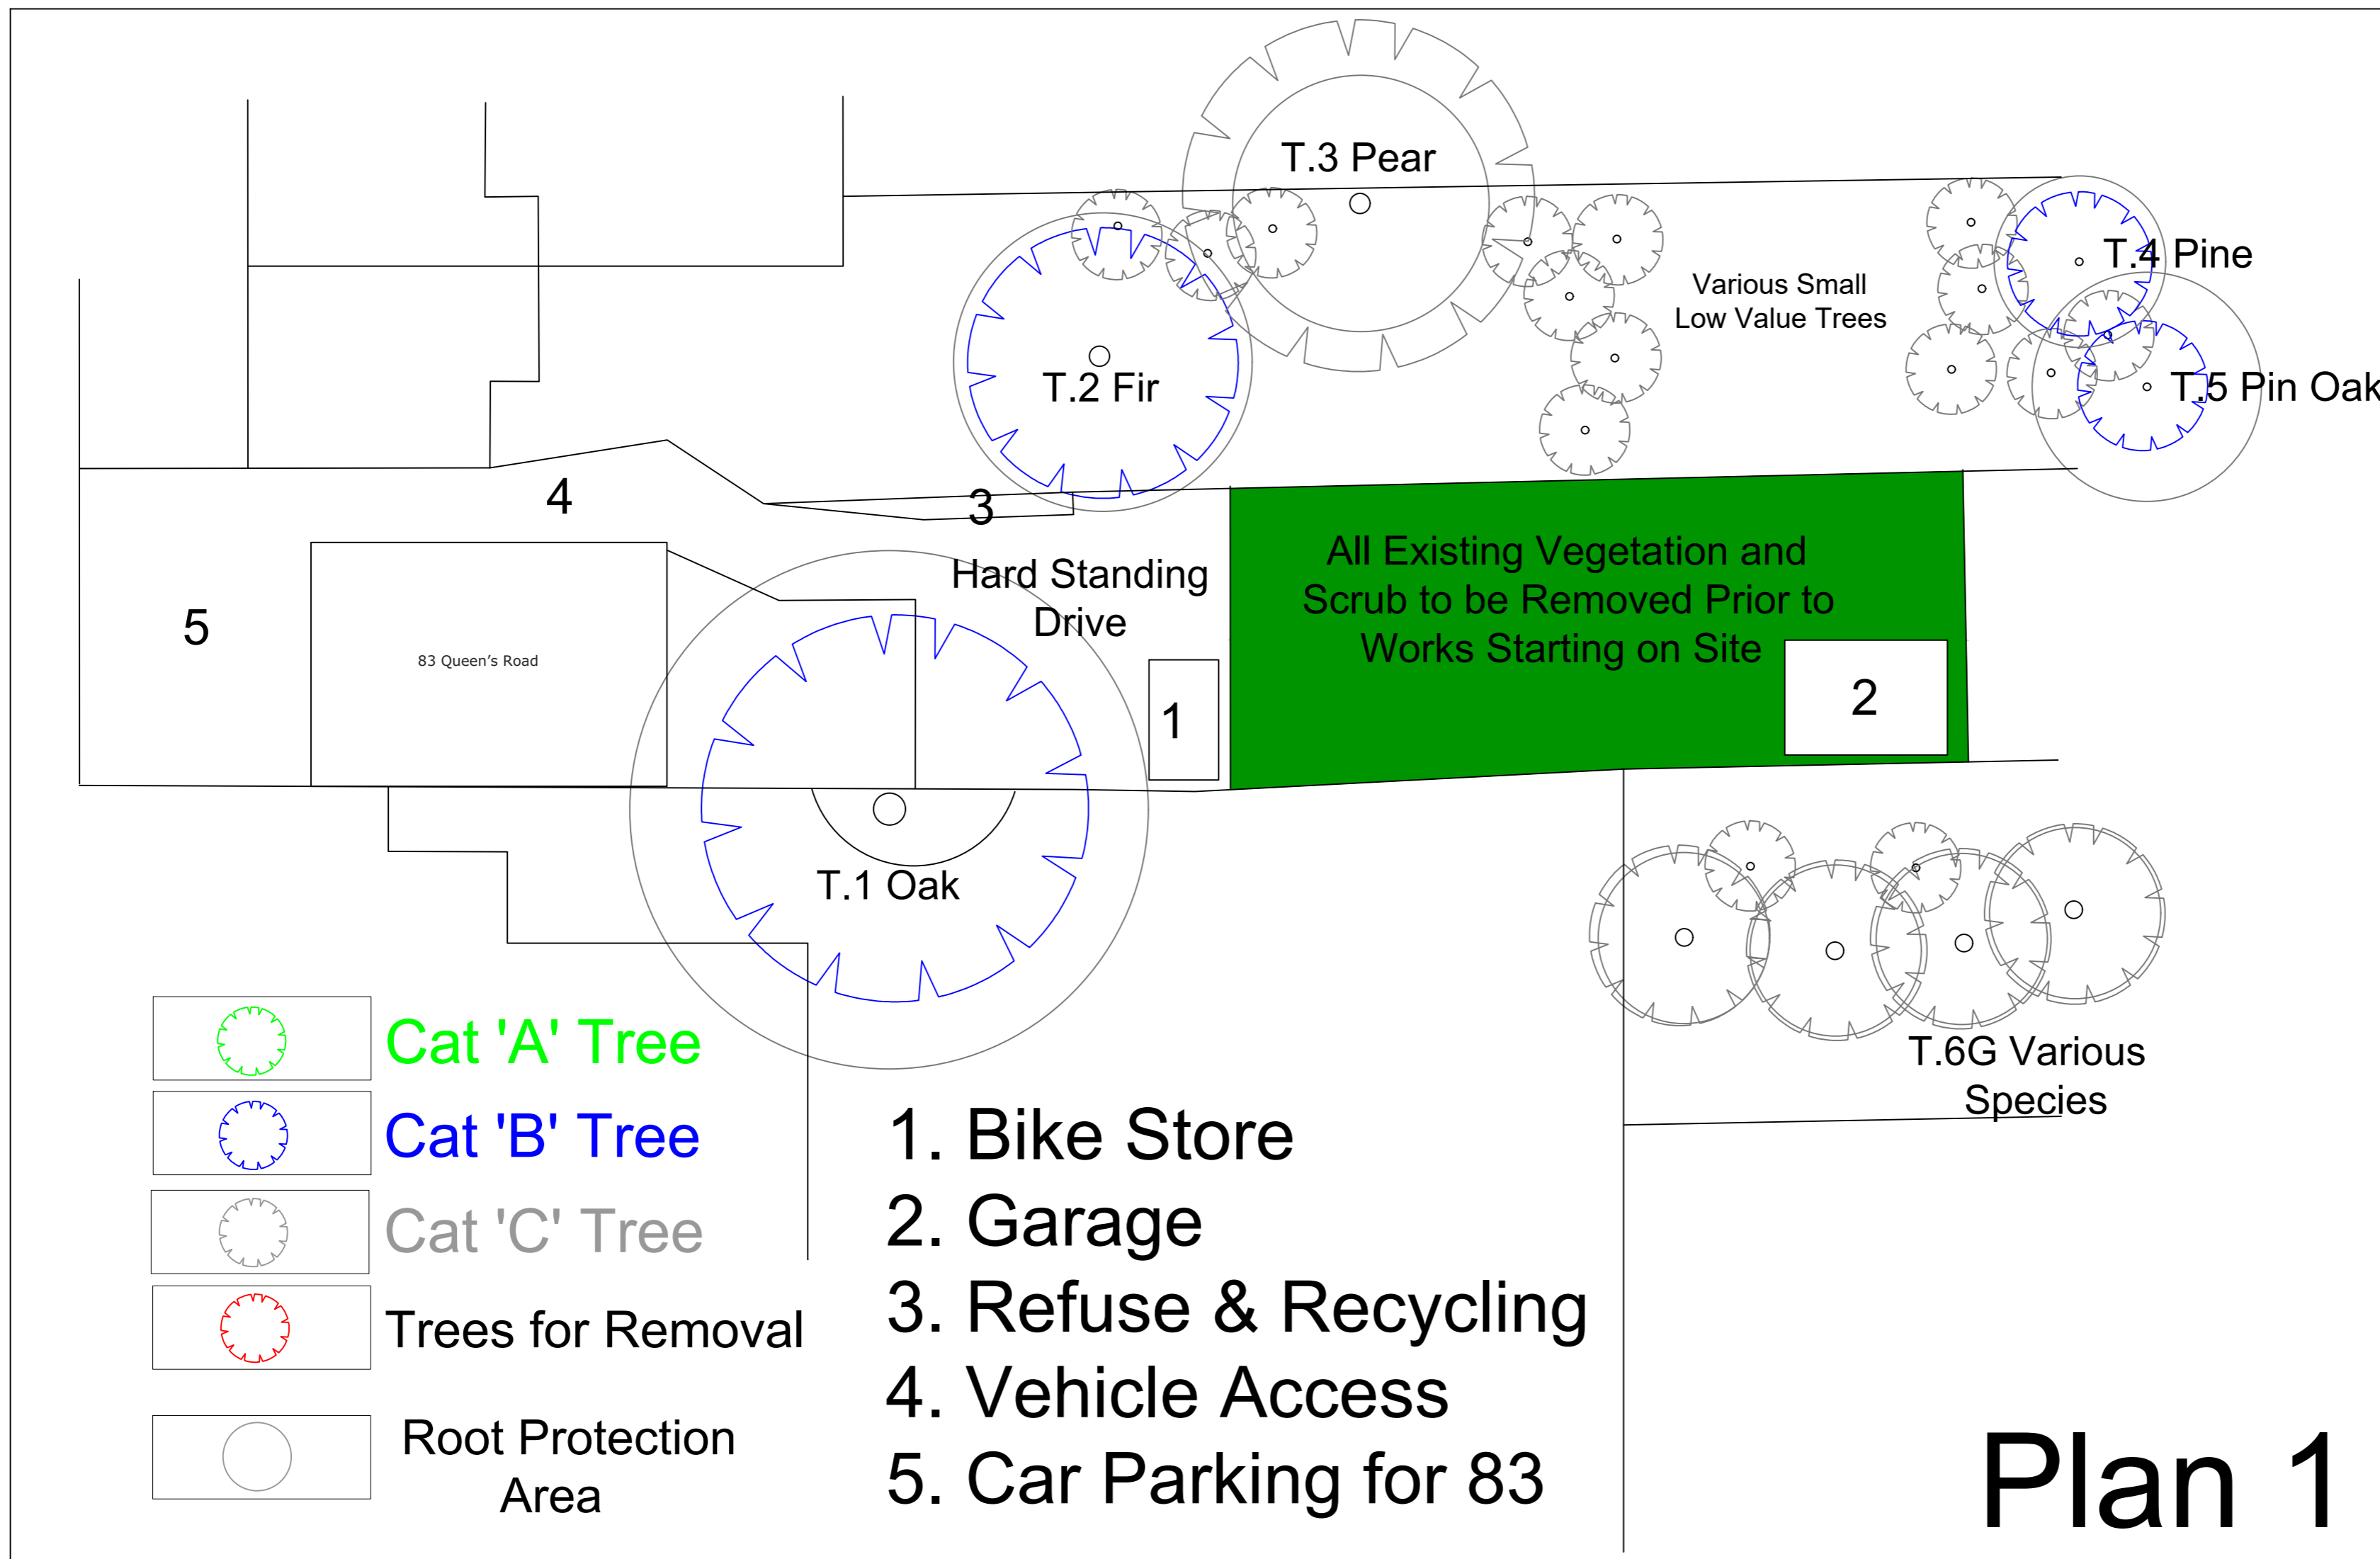 T.3 Pear
T.4 Pine
Various Small
Low Value Trees
T.2 Fir
T.5 Pin Oak
4
3
All Existing Vegetation and
Scrub to be Removed Prior to
Works Starting on Site
Hard Standing
Drive
5
83 Queen's Road
1
2
T.1 Oak
T.6G Various
Species
Cat 'A' Tree
Cat 'B' Tree
Cat 'C' Tree
Trees for Removal
Root Protection
Area
1. Bike Store
2. Garage
3. Refuse & Recycling
4. Vehicle Access
5. Car Parking for 83
Plan 1